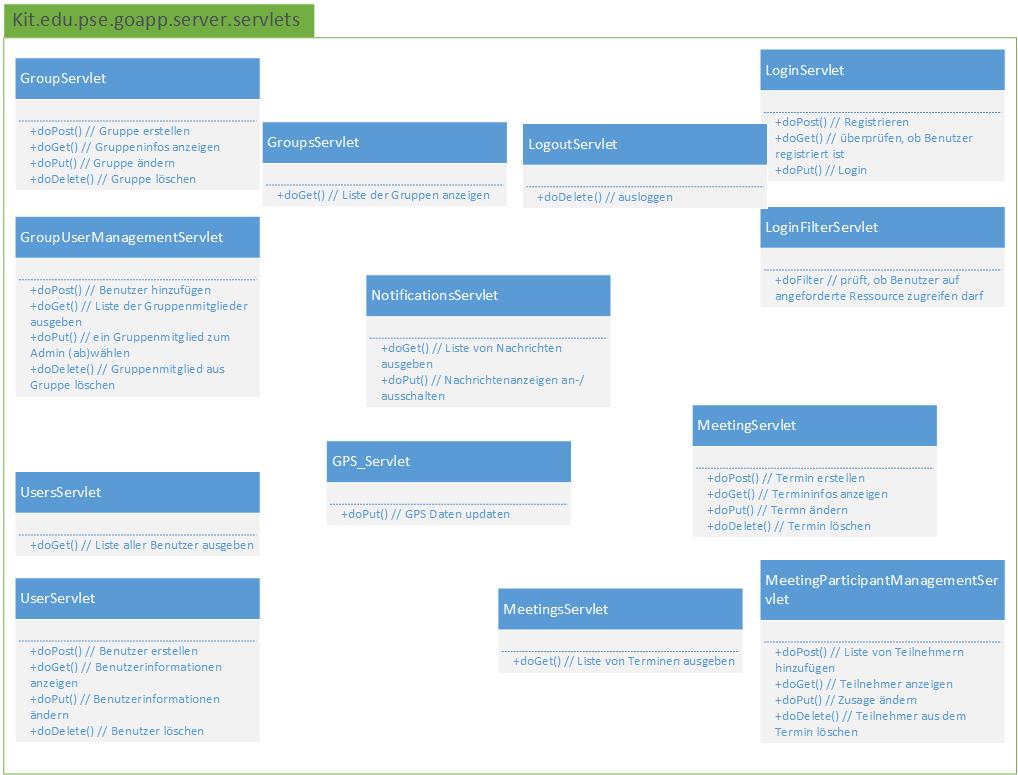 Kit.edu.pse.goapp.server.servlets
GroupServlet
+doPost() // Gruppe erstellen
+doGet() // Gruppeninfos anzeigen
+doPut() // Gruppe ändern
+doDelete() // Gruppe löschen
GroupsServlet
+doGet() // Liste der Gruppen anzeigen
LogoutServlet
+doDelete() // ausloggen
LoginServlet
+doPost() // Registrieren
+doGet() // überprüfen, ob Benutzer
registriert ist
+doPut() // Login
GroupUserManagementServlet
+doPost() // Benutzer hinzufügen
+doGet() // Liste der Gruppenmitglieder
ausgeben
+doPut() // ein Gruppenmitglied zum
Admin (ab)wählen
+doDelete() // Gruppenmitglied aus
Gruppe löschen
LoginFilterServlet
+doFilter // prüft, ob Benutzer auf
angeforderte Ressource zugreifen darf
NotificationsServlet
+doGet() // Liste von Nachrichten
ausgeben
+doPut() // Nachrichtenanzeigen an-/
ausschalten
MeetingServlet
+doPost() // Termin erstellen
+doGet() // Termininfos anzeigen
+doPut() // Termn ändern
+doDelete() // Termin löschen
GPS_Servlet
+doPut() // GPS Daten updaten
UsersServlet
+doGet() // Liste aller Benutzer ausgeben
UserServlet
+doPost() // Benutzer erstellen
+doGet() // Benutzerinformationen
anzeigen
+doPut() // Benutzerinformationen
ändern
+doDelete() // Benutzer löschen
MeetingsServlet
+doGet() // Liste von Terminen ausgeben
MeetingParticipantManagementSer
vlet
+doPost() // Liste von Teilnehmern
hinzufügen
+doGet() // Teilnehmer anzeigen
+doPut() // Zusage ändern
+doDelete() // Teilnehmer aus dem
Termin löschen